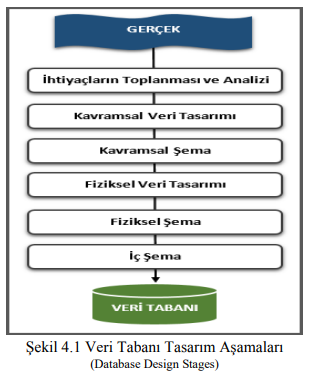 GERÇEK
İhtiyaçların Toplanması ve Analizi
Kavramsal Veri Tasarımı
Kavramsal Şema
Fiziksel Veri Tasarımı
Fiziksel Şema
İç Şema
VERİ TABANI
Şekil 4.1 Veri Tabanı Tasarım Aşamaları
(Database Design Stages)